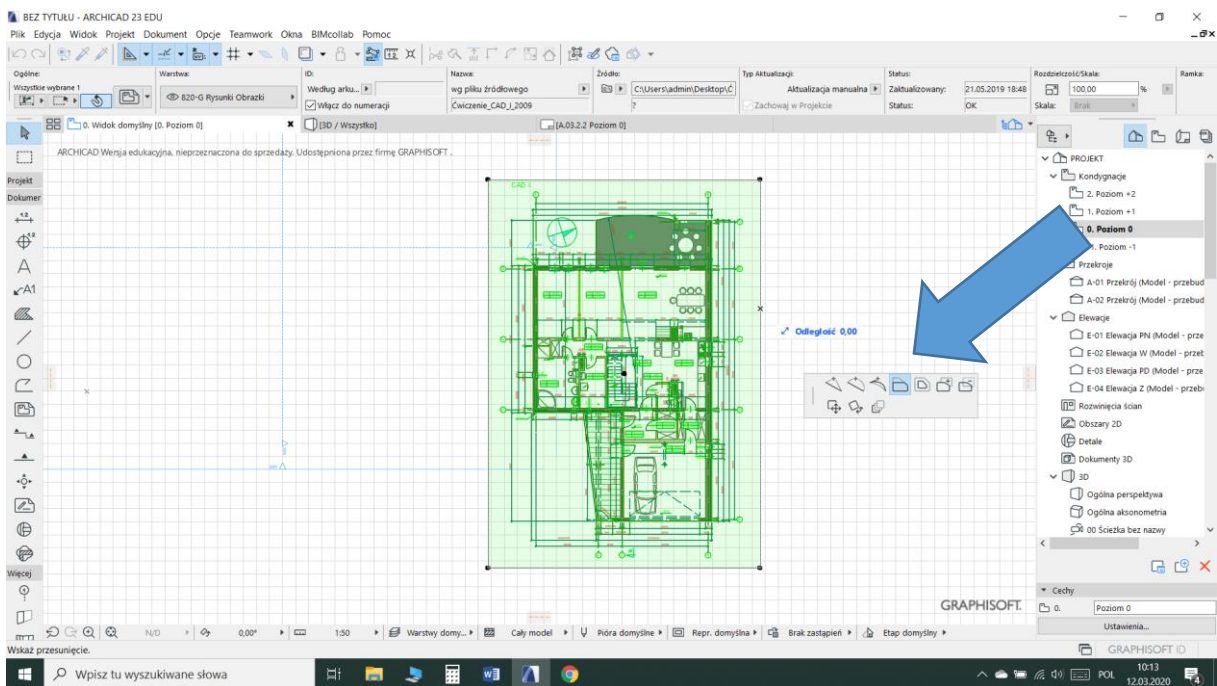 BEZ TYTUŁU - ARCHICAD 23 EDU
Plik Edycja Widok Projekt Dokument Opcje Teamwork Okna BIMcollab Pomoc
Ogólne: Warstwa: ID: Nazwa: Źródło: Typ Aktualizacji: Status: Rozdzielczość/Skala: Ramka:
Wszystkie wybrane 1 Według arku... wg pliku źródłowego C:\Users\admin\Desktop\Ć Aktualizacja manualna Zaktualizowany: 21.05.2019 18:48 100,00 %
820-G Rysunki Obrazki Włącz do numeracji Ćwiczenie_CAD_I_2009 ? Zachowaj w Projekcie Status: OK Skala: Brak
0. Widok domyślny [0. Poziom 0] [3D / Wszystko] [A.03.2.2 Poziom 0]
ARCHICAD Wersja edukacyjna, nieprzeznaczona do sprzedaży. Udostępniona przez firmę GRAPHISOFT .
Projekt
Dokumer
A1
Więcej
CAD I
Odległość 0,00
PROJEKT
Kondygnacje
2. Poziom +2
1. Poziom +1
0. Poziom 0
1. Poziom -1
Przekroje
A-01 Przekrój (Model - przebud
A-02 Przekrój (Model - przebud
Elewacje
E-01 Elewacja PN (Model - prze
E-02 Elewacja W (Model - przeb
E-03 Elewacja PD (Model - prze
E-04 Elewacja Z (Model - przebu
Rozwinięcia ścian
Obszary 2D
Detale
Dokumenty 3D
3D
Ogólna perspektywa
Ogólna aksonometria
00 Ścieżka bez nazwy
Cechy
0. Poziom 0
Ustawienia...
GRAPHISOFT.
N/D 0,00° 1:50 Warstwy domy... Cały model Pióra domyślne Repr. domyślna Brak zastąpień Etap domyślny
Wskaż przesunięcie. GRAPHISOFT ID
Wpisz tu wyszukiwane słowa POL 10:13
12.03.2020